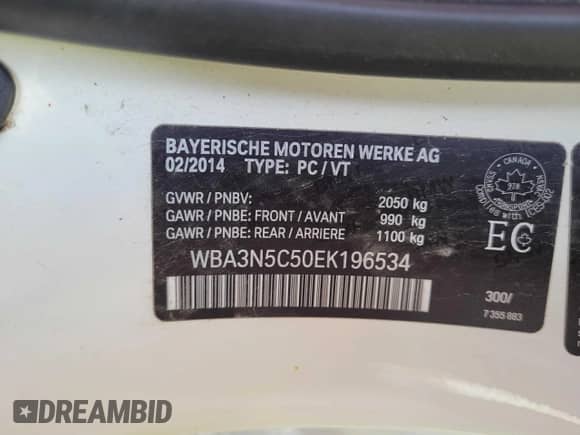 BAYERISCHE MOTOREN WERKE AG
02/2014 TYPE: PC / VT
GVWR / PNBV: 2050 kg
GAWR / PNBE: FRONT / AVANT 990 kg
GAWR / PNBE: REAR / ARRIERE 1100 kg
WBA3N5C50EK196534
CANADA
EC
300/
7 355 883
DREAMBID